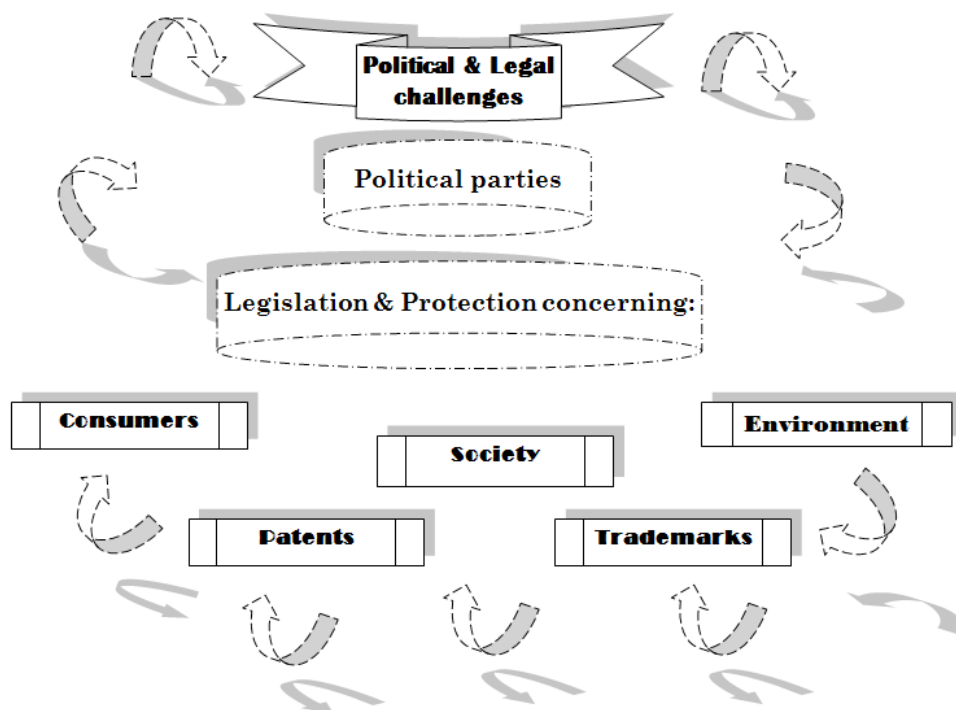 Political & Legal
challenges
Political parties
Legislation & Protection concerning:
Consumers
Environment
Society
Patents
Trademarks